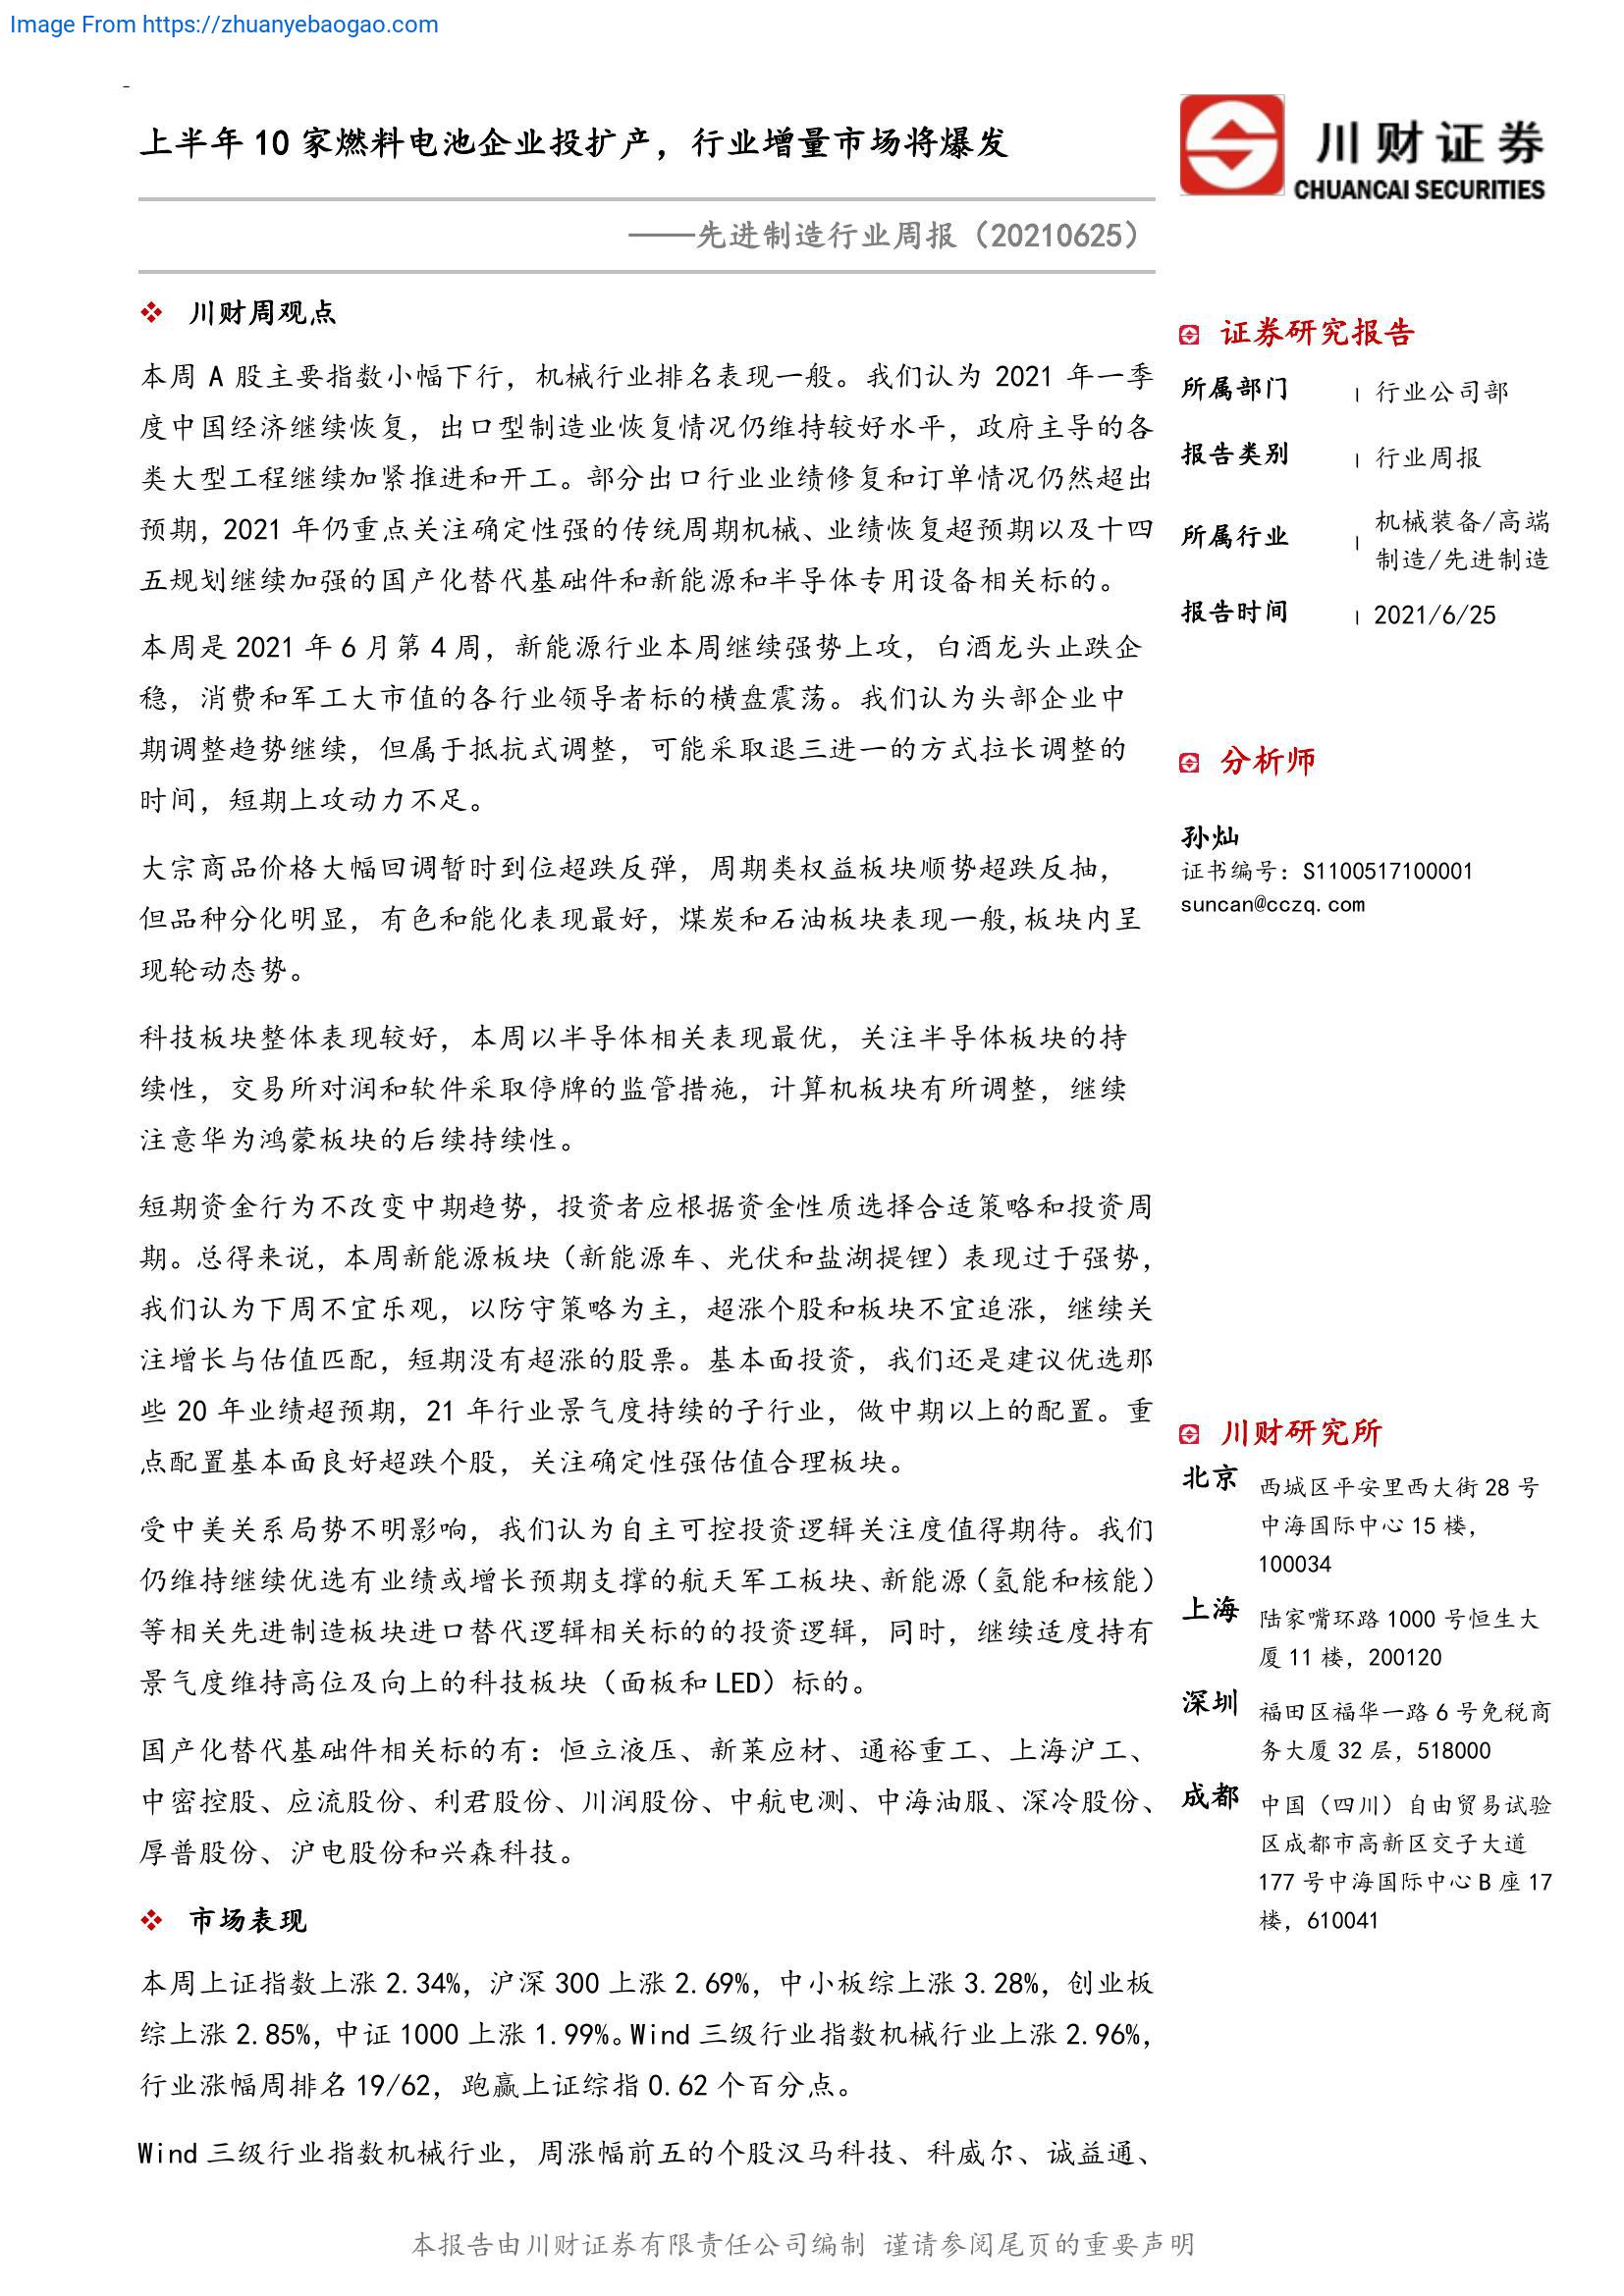 Image From https://zhuanyebaogao.com
-
上半年 10 家燃料电池企业投扩产，行业增量市场将爆发
——先进制造行业周报（20210625）
川财证券
CHUANCAI SECURITIES
川财周观点
本周 A 股主要指数小幅下行，机械行业排名表现一般。我们认为 2021 年一季
度中国经济继续恢复，出口型制造业恢复情况仍维持较好水平，政府主导的各
类大型工程继续加紧推进和开工。部分出口行业业绩修复和订单情况仍然超出
预期，2021 年仍重点关注确定性强的传统周期机械、业绩恢复超预期以及十四
五规划继续加强的国产化替代基础件和新能源和半导体专用设备相关标的。
本周是 2021 年 6 月第 4 周，新能源行业本周继续强势上攻，白酒龙头止跌企
稳，消费和军工大市值的各行业领导者标的横盘震荡。我们认为头部企业中
期调整趋势继续，但属于抵抗式调整，可能采取退三进一的方式拉长调整的
时间，短期上攻动力不足。
大宗商品价格大幅回调暂时到位超跌反弹，周期类权益板块顺势超跌反抽，
但品种分化明显，有色和能化表现最好，煤炭和石油板块表现一般,板块内呈
现轮动态势。
科技板块整体表现较好，本周以半导体相关表现最优，关注半导体板块的持
续性，交易所对润和软件采取停牌的监管措施，计算机板块有所调整，继续
注意华为鸿蒙板块的后续持续性。
短期资金行为不改变中期趋势，投资者应根据资金性质选择合适策略和投资周
期。总得来说，本周新能源板块（新能源车、光伏和盐湖提锂）表现过于强势，
我们认为下周不宜乐观，以防守策略为主，超涨个股和板块不宜追涨，继续关
注增长与估值匹配，短期没有超涨的股票。基本面投资，我们还是建议优选那
些 20 年业绩超预期，21 年行业景气度持续的子行业，做中期以上的配置。重
点配置基本面良好超跌个股，关注确定性强估值合理板块。
受中美关系局势不明影响，我们认为自主可控投资逻辑关注度值得期待。我们
仍维持继续优选有业绩或增长预期支撑的航天军工板块、新能源（氢能和核能）
等相关先进制造板块进口替代逻辑相关标的的投资逻辑，同时，继续适度持有
景气度维持高位及向上的科技板块（面板和 LED）标的。
国产化替代基础件相关标的有：恒立液压、新莱应材、通裕重工、上海沪工、
中密控股、应流股份、利君股份、川润股份、中航电测、中海油服、深冷股份、
厚普股份、沪电股份和兴森科技。
市场表现
本周上证指数上涨 2.34%，沪深 300 上涨 2.69%，中小板综上涨 3.28%，创业板
综上涨 2.85%，中证 1000 上涨 1.99%。Wind 三级行业指数机械行业上涨 2.96%，
行业涨幅周排名 19/62，跑赢上证综指 0.62 个百分点。
Wind 三级行业指数机械行业，周涨幅前五的个股汉马科技、科威尔、诚益通、
证券研究报告
所属部门 | 行业公司部
报告类别 | 行业周报
所属行业 | 机械装备/高端
制造/先进制造
报告时间 | 2021/6/25
分析师
孙灿
证书编号：S1100517100001
suncan@cczq.com
川财研究所
北京 西城区平安里西大街 28 号
中海国际中心 15 楼，
100034
上海 陆家嘴环路 1000 号恒生大
厦 11 楼，200120
深圳 福田区福华一路 6 号免税商
务大厦 32 层，518000
成都 中国（四川）自由贸易试验
区成都市高新区交子大道
177 号中海国际中心 B 座 17
楼，610041
本报告由川财证券有限责任公司编制 谨请参阅尾页的重要声明